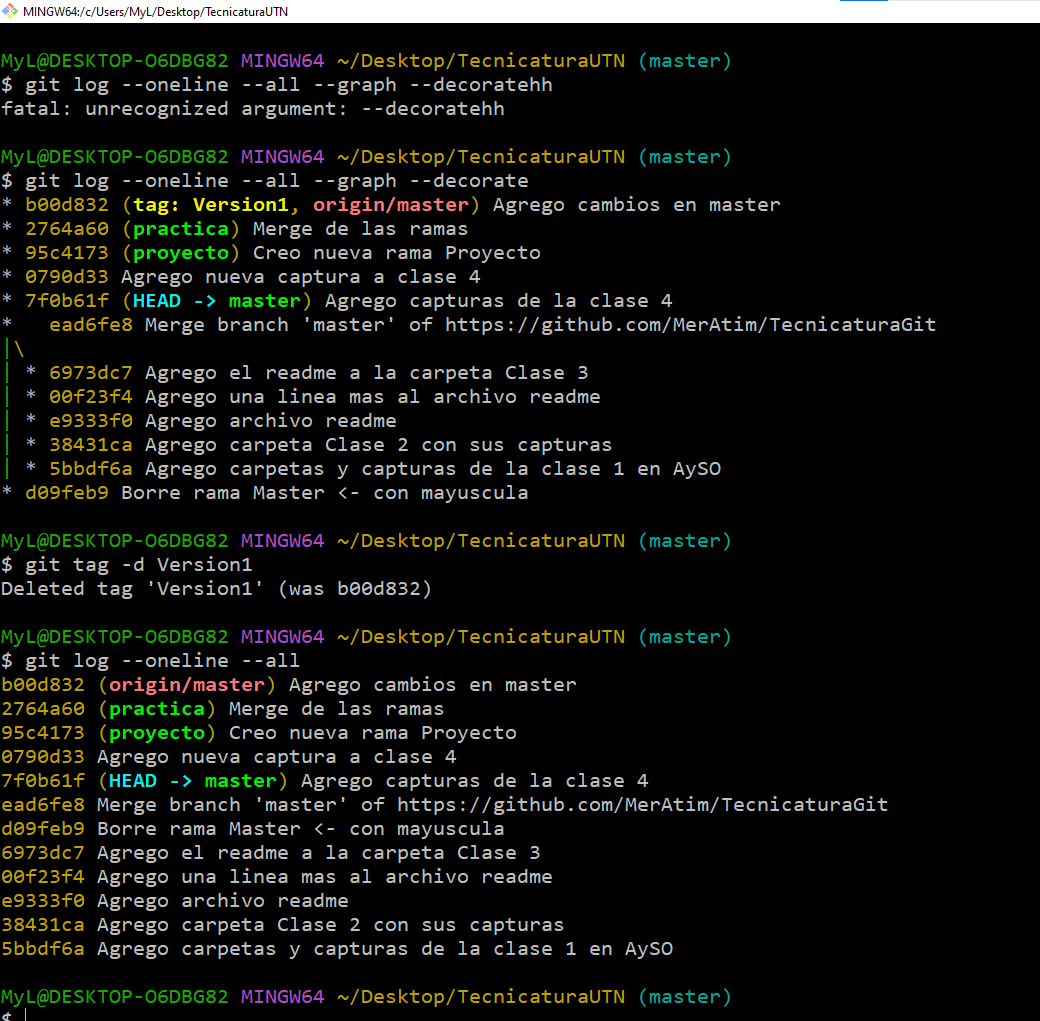 MINGW64:/c/Users/MyL/Desktop/TecnicaturaUTN
MyL@DESKTOP-O6DBG82 MINGW64 ~/Desktop/TecnicaturaUTN (master)
$ git log --oneline --all --graph --decoratehh
fatal: unrecognized argument: --decoratehh
MyL@DESKTOP-O6DBG82 MINGW64 ~/Desktop/TecnicaturaUTN (master)
$ git log --oneline --all --graph --decorate
* b00d832 (tag: Version1, origin/master) Agrego cambios en master
* 2764a60 (practica) Merge de las ramas
* 95c4173 (proyecto) Creo nueva rama Proyecto
* 0790d33 Agrego nueva captura a clase 4
* 7f0b61f (HEAD -> master) Agrego capturas de la clase 4
*   ead6fe8 Merge branch 'master' of https://github.com/MerAtim/TecnicaturaGit
|\
| * 6973dc7 Agrego el readme a la carpeta Clase 3
| * 00f23f4 Agrego una linea mas al archivo readme
| * e9333f0 Agrego archivo readme
| * 38431ca Agrego carpeta Clase 2 con sus capturas
| * 5bbdf6a Agrego carpetas y capturas de la clase 1 en AySO
* d09feb9 Borre rama Master <- con mayuscula
MyL@DESKTOP-O6DBG82 MINGW64 ~/Desktop/TecnicaturaUTN (master)
$ git tag -d Version1
Deleted tag 'Version1' (was b00d832)
MyL@DESKTOP-O6DBG82 MINGW64 ~/Desktop/TecnicaturaUTN (master)
$ git log --oneline --all
b00d832 (origin/master) Agrego cambios en master
2764a60 (practica) Merge de las ramas
95c4173 (proyecto) Creo nueva rama Proyecto
0790d33 Agrego nueva captura a clase 4
7f0b61f (HEAD -> master) Agrego capturas de la clase 4
ead6fe8 Merge branch 'master' of https://github.com/MerAtim/TecnicaturaGit
d09feb9 Borre rama Master <- con mayuscula
6973dc7 Agrego el readme a la carpeta Clase 3
00f23f4 Agrego una linea mas al archivo readme
e9333f0 Agrego archivo readme
38431ca Agrego carpeta Clase 2 con sus capturas
5bbdf6a Agrego carpetas y capturas de la clase 1 en AySO
MyL@DESKTOP-O6DBG82 MINGW64 ~/Desktop/TecnicaturaUTN (master)
$